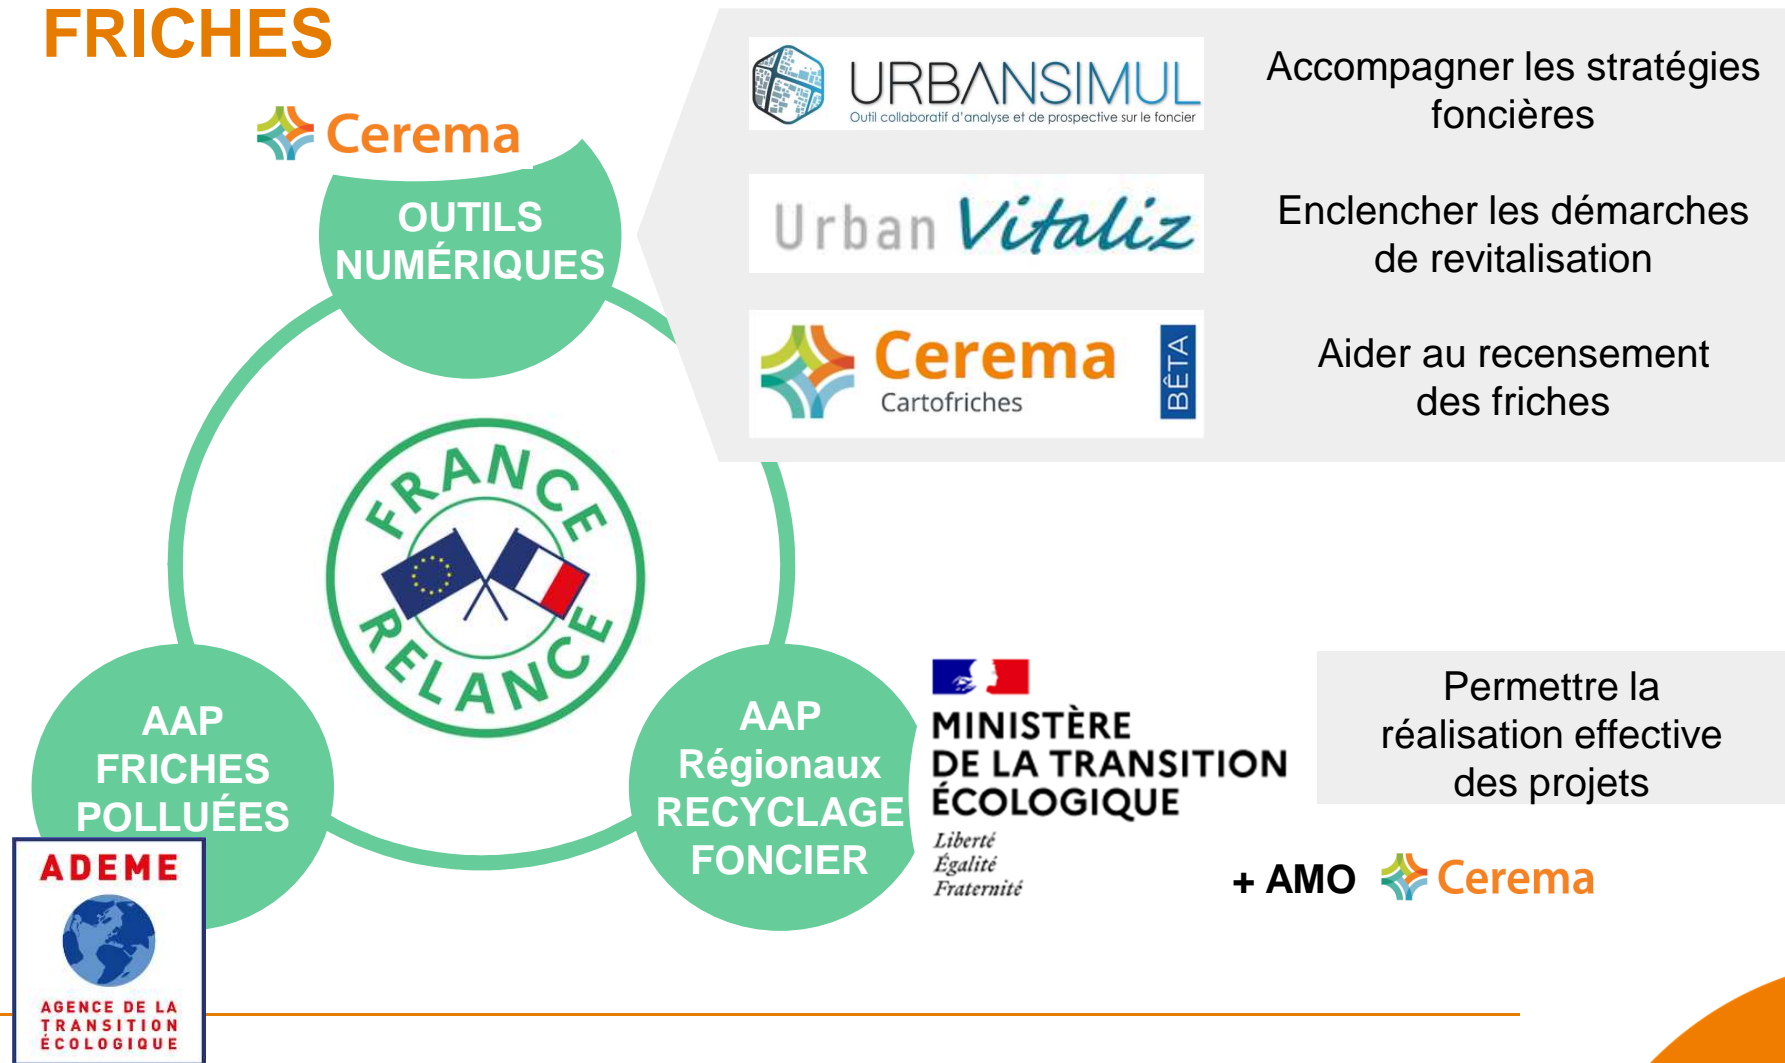 FRICHES
Cerema
OUTILS
NUMÉRIQUES
URBANSIMUL
Outil collaboratif d'analyse et de prospective sur le foncier
Accompagner les stratégies
foncières
Urban Vitaliz
Enclencher les démarches
de revitalisation
Cerema
Cartofriches
BÊTA
Aider au recensement
des friches
FRANCE
RELANCE
AAP
FRICHES
POLLUÉES
ADEME
AGENCE DE LA
TRANSITION
ÉCOLOGIQUE
AAP
Régionaux
RECYCLAGE
FONCIER
MINISTÈRE
DE LA TRANSITION
ÉCOLOGIQUE
Liberté
Égalité
Fraternité
Permettre la
réalisation effective
des projets
+ AMO Cerema